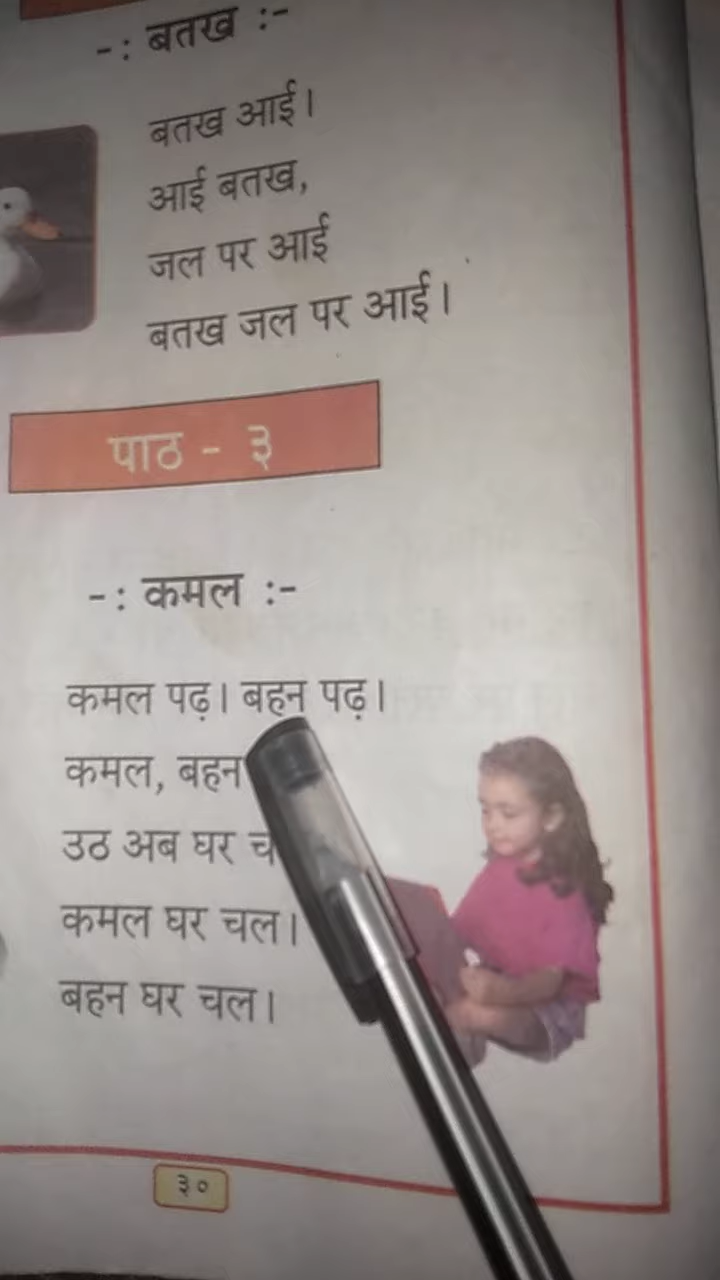 -: बतख :-
बतख आई।
आई बतख,
जल पर आई
बतख जल पर आई।
पाठ - ३
-: कमल :-
कमल पढ़। बहन पढ़।
कमल, बहन
उठ अब घर
कमल घर चल।
बहन घर चल।
३०